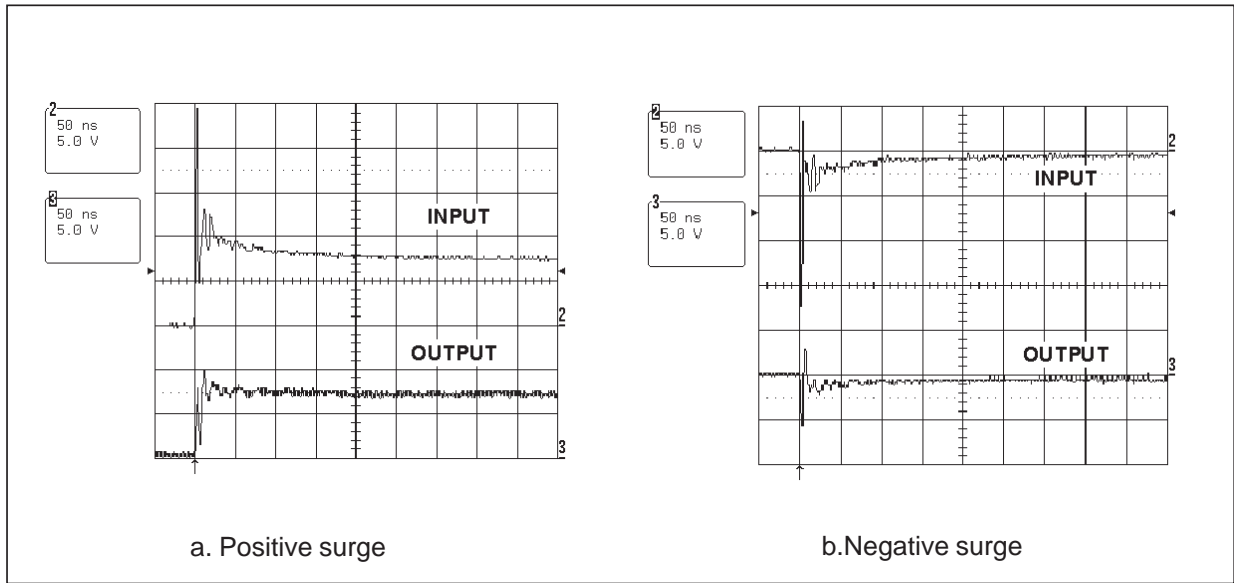 2
50 ns
5.0 V
3
50 ns
5.0 V
INPUT
2
OUTPUT
3
a. Positive surge
2
50 ns
5.0 V
3
50 ns
5.0 V
2
INPUT
OUTPUT
3
b.Negative surge